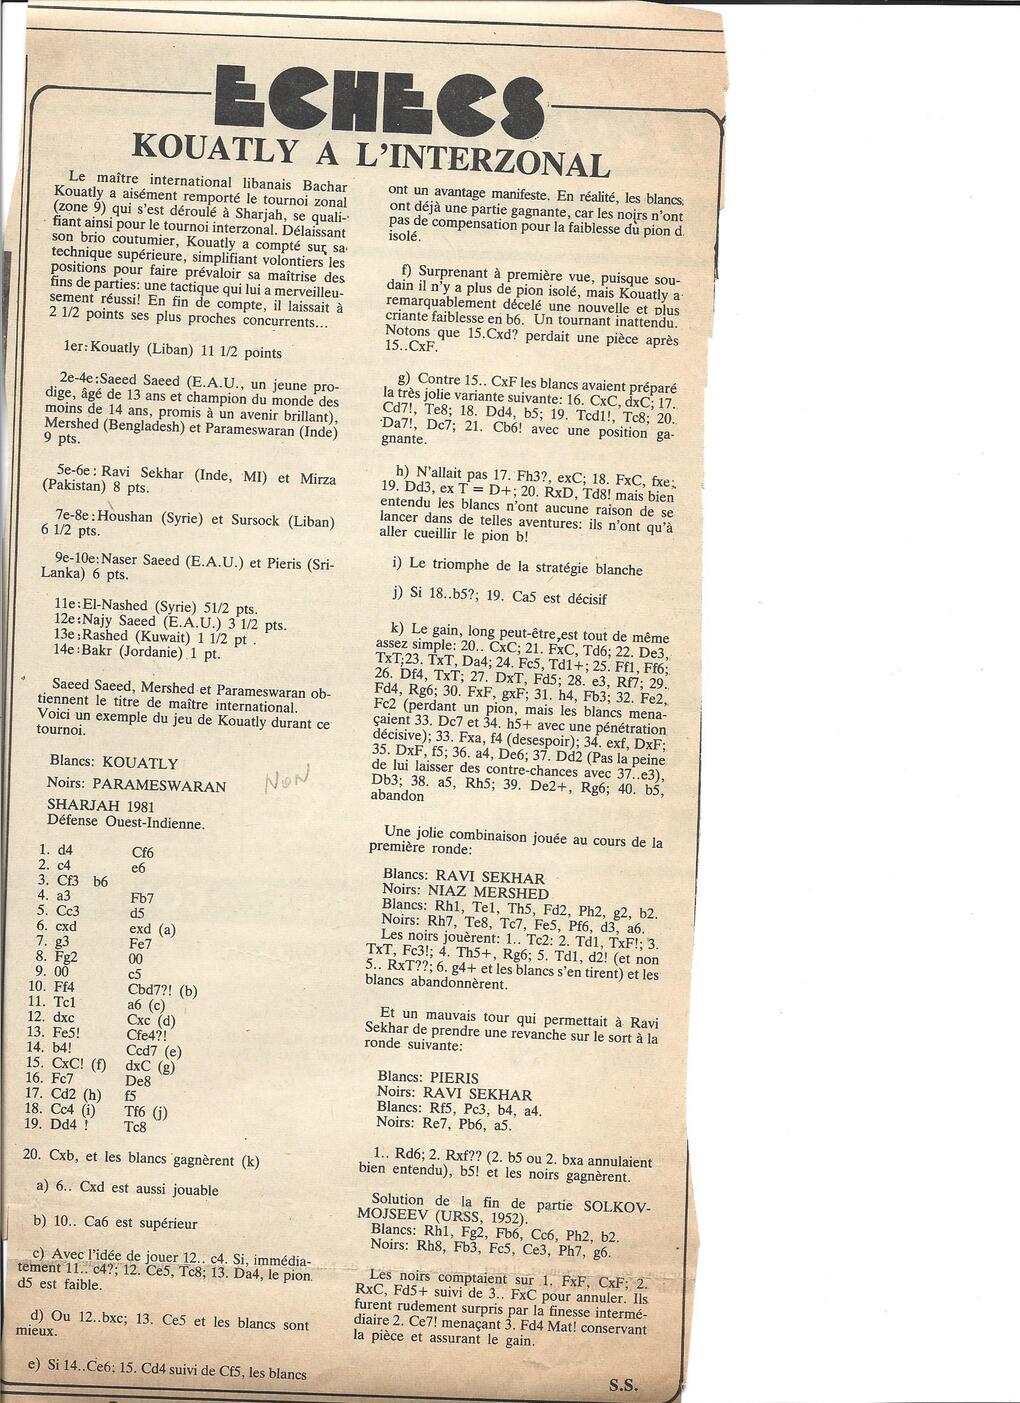 ECHECS
KOUATLY A L'INTERZONAL
Le maître international libanais Bachar
Kouatly a aisément remporté le tournoi zonal
(zone 9) qui s'est déroulé à Sharjah, se quali-
fiant ainsi pour le tournoi interzonal. Délaissant
son brio coutumier, Kouatly a compté sur sa
technique supérieure, simplifiant volontiers les
positions pour faire prévaloir sa maîtrise des
fins de parties: une tactique qui lui a merveilleu-
sement réussi! En fin de compte, il laissait à
2 1/2 points ses plus proches concurrents...
1er: Kouatly (Liban) 11 1/2 points
2e-4e: Saeed Saeed (E.A.U., un jeune pro-
dige, âgé de 13 ans et champion du monde des
moins de 14 ans, promis à un avenir brillant),
Mershed (Bengladesh) et Parameswaran (Inde)
9 pts.
5e-6e: Ravi Sekhar (Inde, MI) et Mirza
(Pakistan) 8 pts.
7e-8e: Houshan (Syrie) et Sursock (Liban)
6 1/2 pts.
9e-10e: Naser Saeed (E.A.U.) et Pieris (Sri-
Lanka) 6 pts.
11e: El-Nashed (Syrie) 51/2 pts.
12e: Najy Saeed (E.A.U.) 3 1/2 pts.
13e: Rashed (Kuwait) 1 1/2 pt .
14e: Bakr (Jordanie) 1 pt.
Saeed Saeed, Mershed et Parameswaran ob-
tiennent le titre de maître international.
Voici un exemple du jeu de Kouatly durant ce
tournoi.
Blancs: KOUATLY
Noirs: PARAMESWARAN NON
SHARJAH 1981
Défense Ouest-Indienne.
1. d4 Cf6
2. c4 e6
3. Cf3 b6
4. a3 Fb7
5. Cc3 d5
6. cxd exd (a)
7. g3 Fe7
8. Fg2 00
9. 00 c5
10. Ff4 Cbd7?! (b)
11. Tc1 a6 (c)
12. dxc Cxc (d)
13. Fe5! Cfe4?!
14. b4! Ccd7 (e)
15. CxC! (f) dxC (g)
16. Fc7 De8
17. Cd2 (h) f5
18. Cc4 (i) Tf6 (j)
19. Dd4 ! Tc8
20. Cxb, et les blancs gagnèrent (k)
a) 6.. Cxd est aussi jouable
b) 10.. Ca6 est supérieur
c) Avec l'idée de jouer 12.. c4. Si, immédia-
tement 11.. c4?; 12. Ce5, Tc8; 13. Da4, le pion
d5 est faible.
d) Ou 12..bxc; 13. Ce5 et les blancs sont
mieux.
e) Si 14..Ce6; 15. Cd4 suivi de Cf5, les blancs
ont un avantage manifeste. En réalité, les blancs
ont déjà une partie gagnante, car les noirs n'ont
pas de compensation pour la faiblesse du pion d
isolé.
f) Surprenant à première vue, puisque sou-
dain il n'y a plus de pion isolé, mais Kouatly a
remarquablement décelé une nouvelle et plus
criante faiblesse en b6. Un tournant inattendu.
Notons que 15.Cxd? perdait une pièce après
15..CxF.
g) Contre 15.. CxF les blancs avaient préparé
la très jolie variante suivante: 16. CxC, dxC; 17.
Cd7!, Te8; 18. Dd4, b5; 19. Tcd1!, Tc8; 20.
Da7!, Dc7; 21. Cb6! avec une position ga-
gnante.
h) N'allait pas 17. Fh3?, exC; 18. FxC, fxe;
19. Dd3, ex T = D+; 20. RxD, Td8! mais bien
entendu les blancs n'ont aucune raison de se
lancer dans de telles aventures: ils n'ont qu'à
aller cueillir le pion b!
i) Le triomphe de la stratégie blanche
j) Si 18..b5?; 19. Ca5 est décisif
k) Le gain, long peut-être, est tout de même
assez simple: 20.. CxC; 21. FxC, Td6; 22. De3,
TxT; 23. TxT, Da4; 24. Fc5, Td1+; 25. Ff1, Ff6;
26. Df4, TxT; 27. DxT, Fd5; 28. e3, Rf7; 29.
Fd4, Rg6; 30. FxF, gxF; 31. h4, Fb3; 32. Fe2,
Fc2 (perdant un pion, mais les blancs mena-
çaient 33. Dc7 et 34. h5+ avec une pénétration
décisive); 33. Fxa, f4 (desespoir); 34. exf, DxF;
35. DxF, f5; 36. a4, De6; 37. Dd2 (Pas la peine
de lui laisser des contre-chances avec 37..e3),
Db3; 38. a5, Rh5; 39. De2+, Rg6; 40. b5,
abandon
Une jolie combinaison jouée au cours de la
première ronde:
Blancs: RAVI SEKHAR
Noirs: NIAZ MERSHED
Blancs: Rh1, Te1, Th5, Fd2, Ph2, g2, b2.
Noirs: Rh7, Te8, Tc7, Fe5, Pf6, d3, a6.
Les noirs jouèrent: 1.. Tc2: 2. Td1, TxF!; 3.
TxT, Fc3!; 4. Th5+, Rg6; 5. Td1, d2! (et non
5.. RxT??; 6. g4+ et les blancs s'en tirent) et les
blancs abandonnèrent.
Et un mauvais tour qui permettait à Ravi
Sekhar de prendre une revanche sur le sort à la
ronde suivante:
Blancs: PIERIS
Noirs: RAVI SEKHAR
Blancs: Rf5, Pc3, b4, a4.
Noirs: Re7, Pb6, a5.
1.. Rd6; 2. Rxf?? (2. b5 ou 2. bxa annulaient
bien entendu), b5! et les noirs gagnèrent.
Solution de la fin de partie SOLKOV-
MOJSEEV (URSS, 1952).
Blancs: Rh1, Fg2, Fb6, Cc6, Ph2, b2.
Noirs: Rh8, Fb3, Fc5, Ce3, Ph7, g6.
Les noirs comptaient sur 1. FxF, CxF; 2.
RxC, Fd5+ suivi de 3.. FxC pour annuler. Ils
furent rudement surpris par la finesse intermé-
diaire 2. Ce7! menaçant 3. Fd4 Mat! conservant
la pièce et assurant le gain.
S.S.